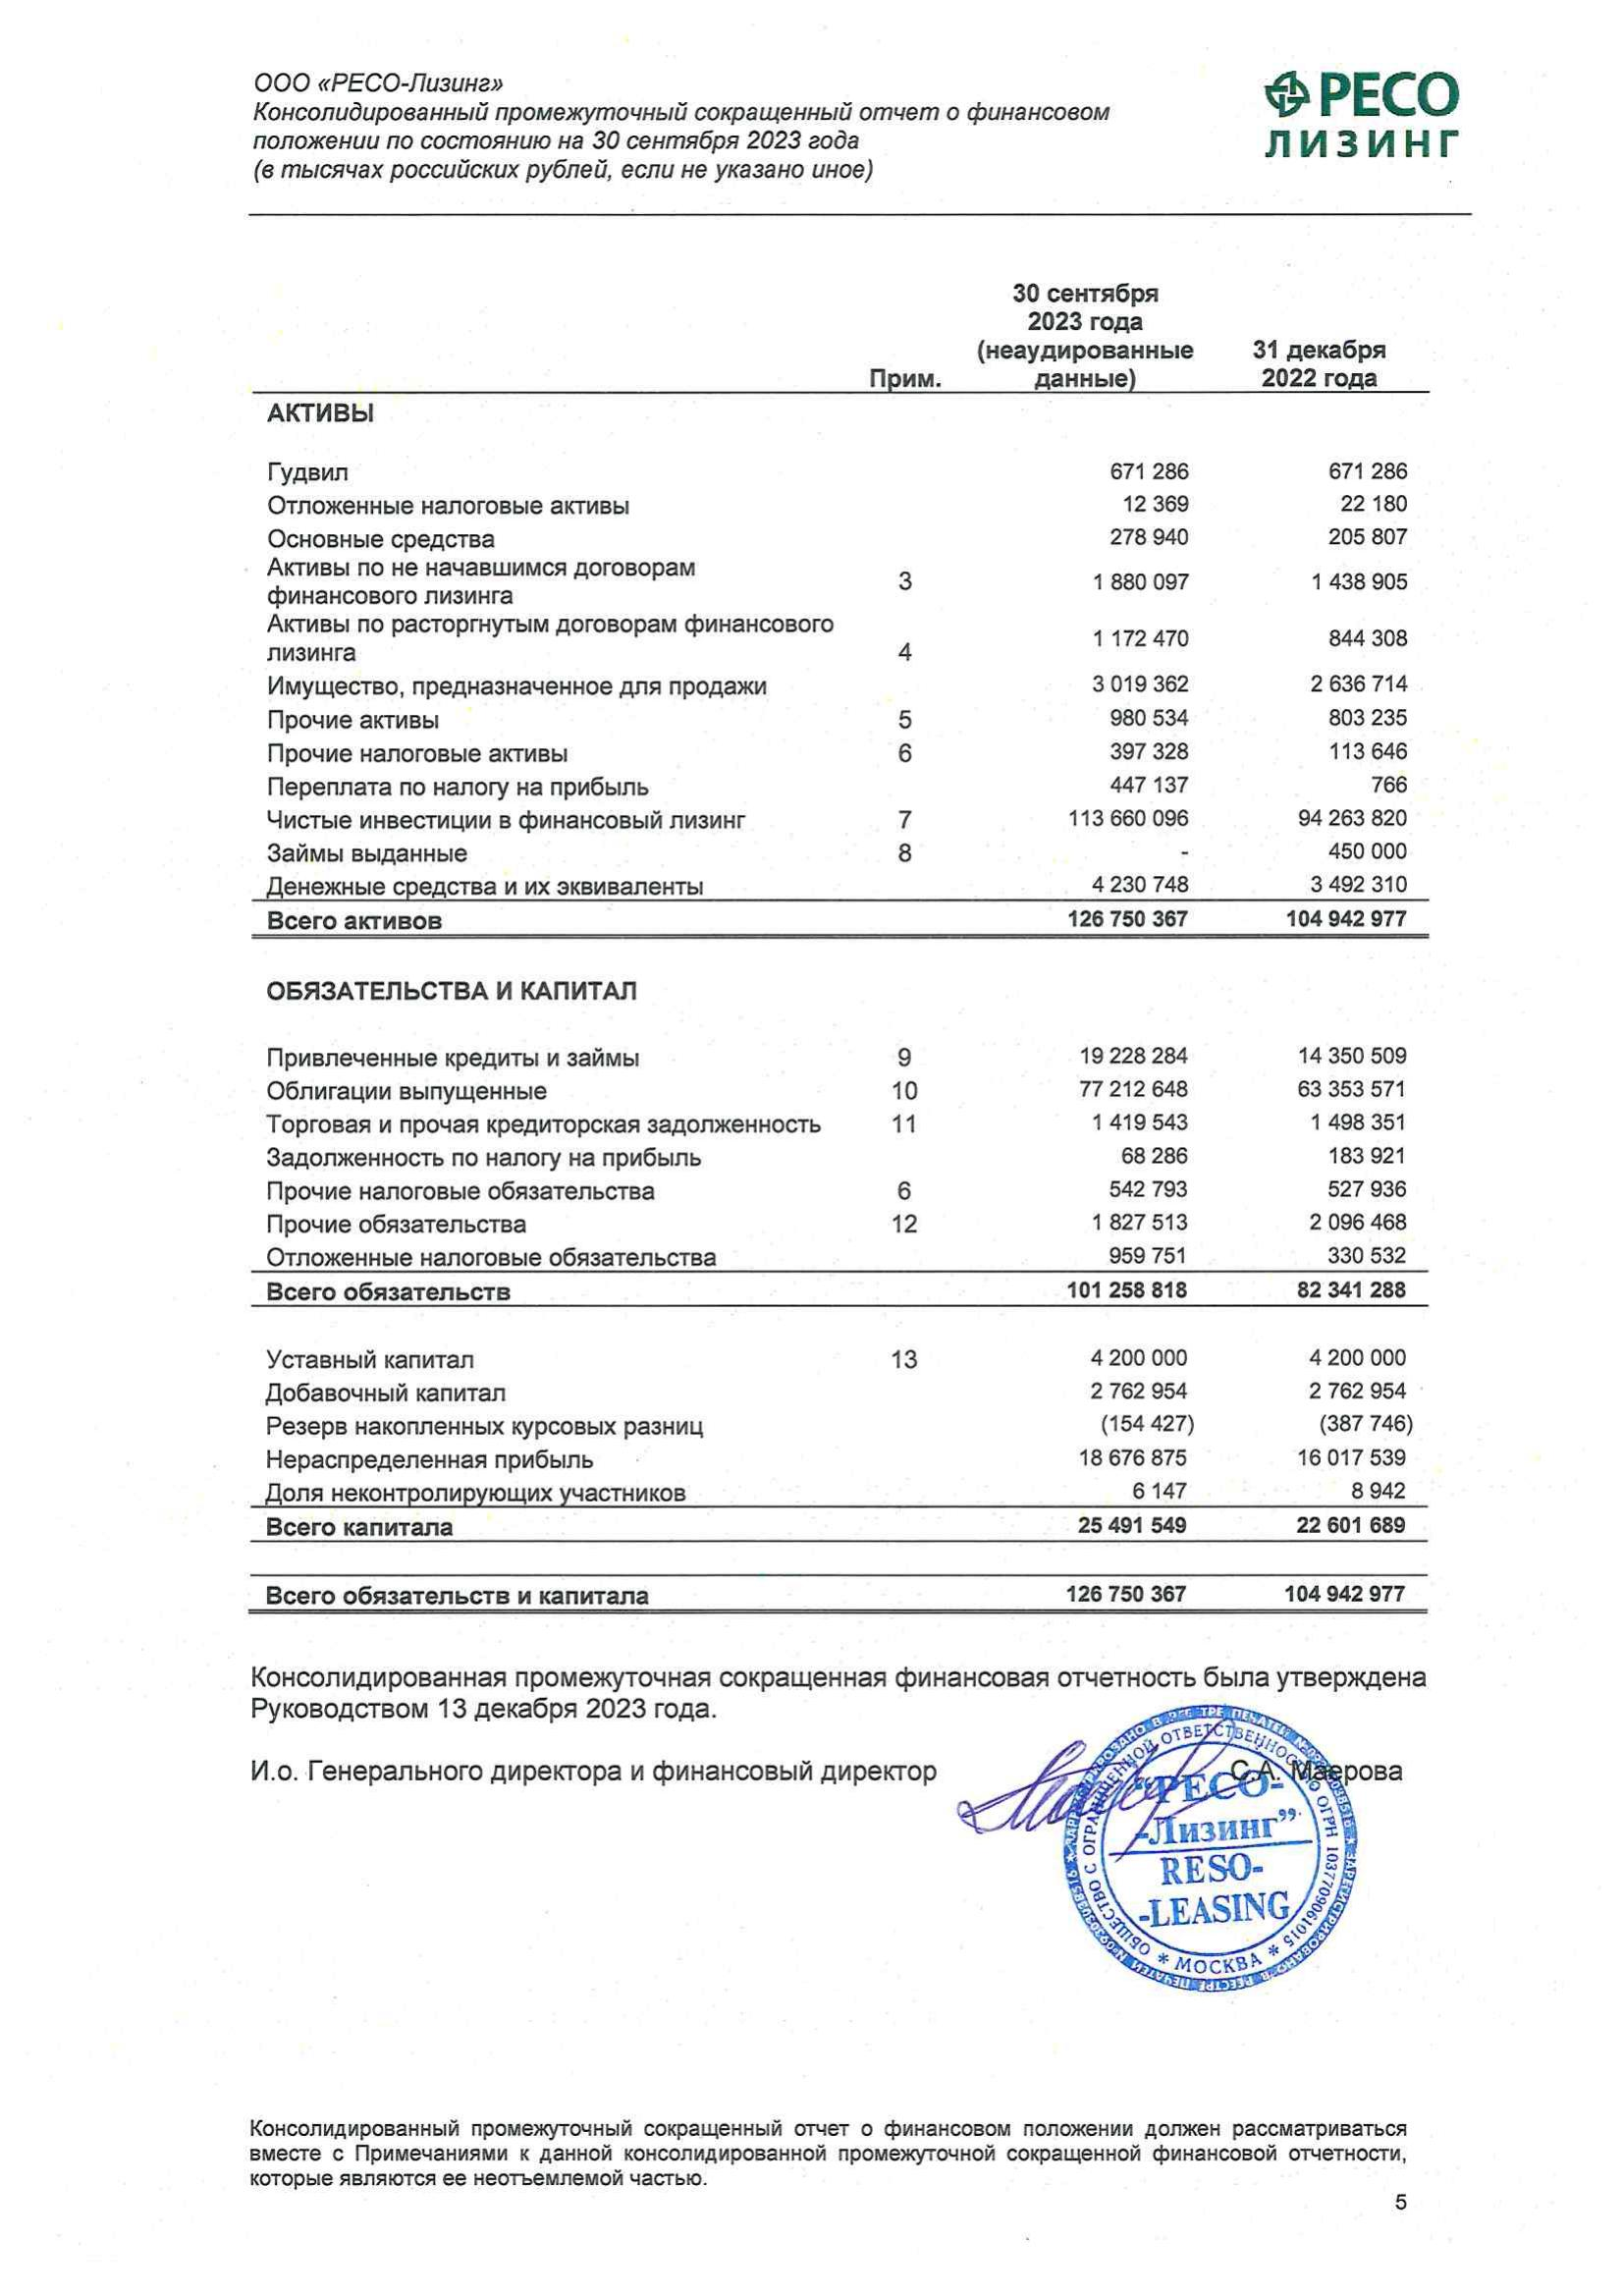 ООО «РЕСО-Лизинг»
Консолидированный промежуточный сокращенный отчет о финансовом
положении по состоянию на 30 сентября 2023 года
(в тысячах российских рублей, если не указано иное)
РЕСО
ЛИЗИНГ
30 сентября
2023 года
(неаудированные 31 декабря
Прим. данные) 2022 года
АКТИВЫ
Гудвил 671 286 671 286
Отложенные налоговые активы 12 369 22 180
Основные средства 278 940 205 807
Активы по не начавшимся договорам
финансового лизинга 3 1 880 097 1 438 905
Активы по расторгнутым договорам финансового
лизинга 4 1 172 470 844 308
Имущество, предназначенное для продажи 3 019 362 2 636 714
Прочие активы 5 980 534 803 235
Прочие налоговые активы 6 397 328 113 646
Переплата по налогу на прибыль 447 137 766
Чистые инвестиции в финансовый лизинг 7 113 660 096 94 263 820
Займы выданные 8 - 450 000
Денежные средства и их эквиваленты 4 230 748 3 492 310
Всего активов 126 750 367 104 942 977
ОБЯЗАТЕЛЬСТВА И КАПИТАЛ
Привлеченные кредиты и займы 9 19 228 284 14 350 509
Облигации выпущенные 10 77 212 648 63 353 571
Торговая и прочая кредиторская задолженность 11 1 419 543 1 498 351
Задолженность по налогу на прибыль 68 286 183 921
Прочие налоговые обязательства 6 542 793 527 936
Прочие обязательства 12 1 827 513 2 096 468
Отложенные налоговые обязательства 959 751 330 532
Всего обязательств 101 258 818 82 341 288
Уставный капитал 13 4 200 000 4 200 000
Добавочный капитал 2 762 954 2 762 954
Резерв накопленных курсовых разниц (154 427) (387 746)
Нераспределенная прибыль 18 676 875 16 017 539
Доля неконтролирующих участников 6 147 8 942
Всего капитала 25 491 549 22 601 689
Всего обязательств и капитала 126 750 367 104 942 977
Консолидированная промежуточная сокращенная финансовая отчетность была утверждена
Руководством 13 декабря 2023 года.
И.о. Генерального директора и финансовый директор С.А. Маерова
ОБЩЕСТВО С ОГРАНИЧЕННОЙ ОТВЕТСТВЕННОСТЬЮ ОГРН 1037709061015
* МОСКВА *
“РЕСО-
-Лизинг”
RESO-
-LEASING
Консолидированный промежуточный сокращенный отчет о финансовом положении должен рассматриваться
вместе с Примечаниями к данной консолидированной промежуточной сокращенной финансовой отчетности,
которые являются ее неотъемлемой частью.
5